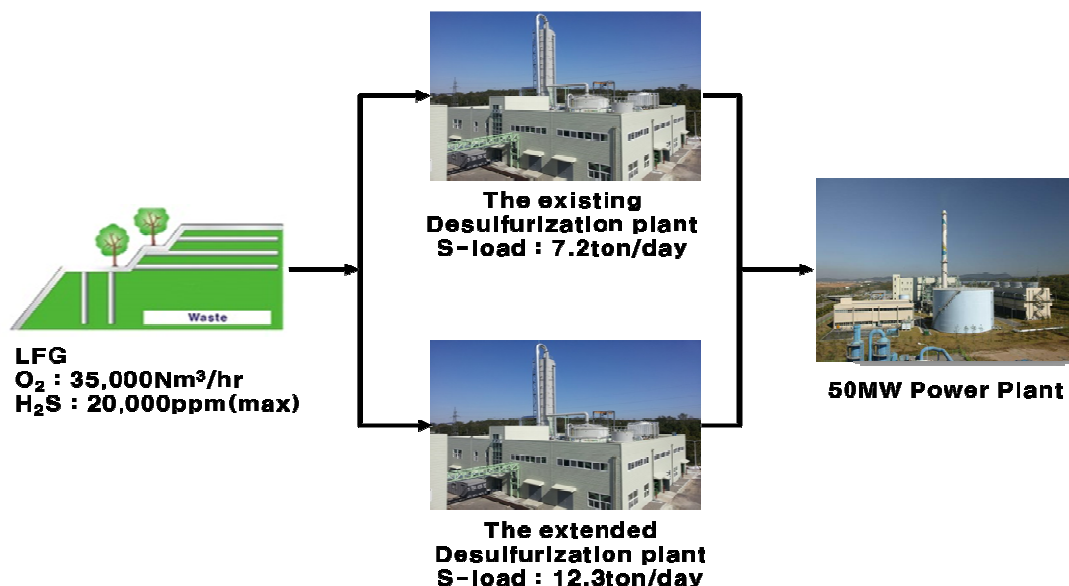 Waste
LFG
O₂ : 35,000Nm³/hr
H₂S : 20,000ppm(max)
The existing
Desulfurization plant
S-load : 7.2ton/day
The extended
Desulfurization plant
S-load : 12.3ton/day
50MW Power Plant